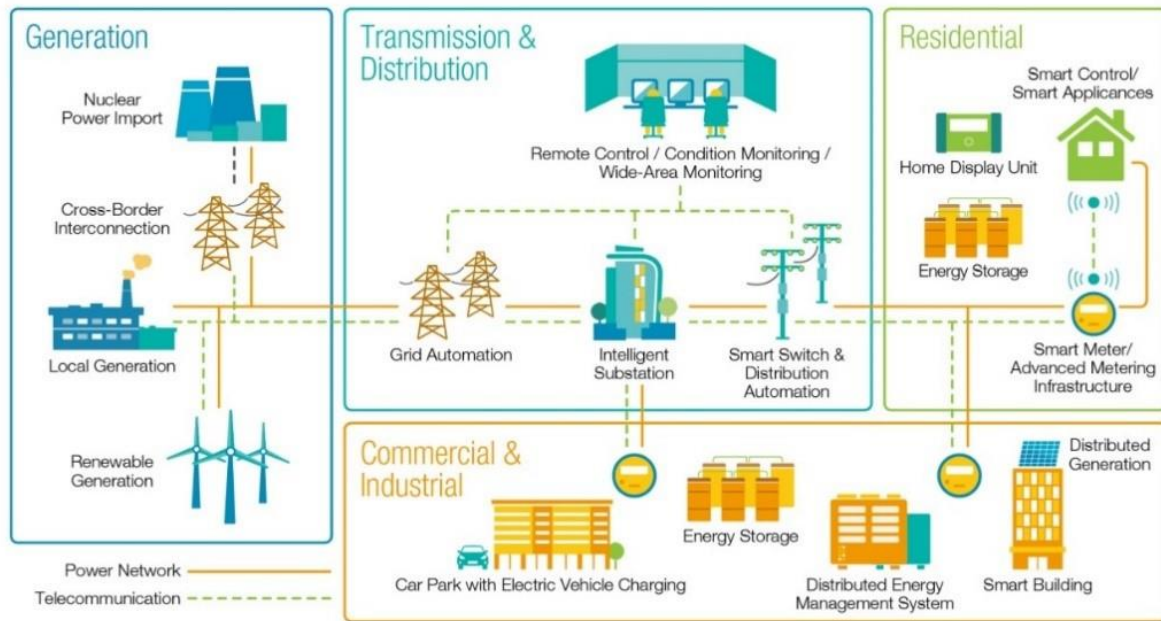 Generation
Nuclear
Power Import
Cross-Border
Interconnection
Local Generation
Renewable
Generation
Power Network
Telecommunication
Transmission &
Distribution
Remote Control / Condition Monitoring /
Wide-Area Monitoring
Grid Automation
Intelligent
Substation
Smart Switch &
Distribution
Automation
Residential
Smart Control/
Smart Applicances
Home Display Unit
Energy Storage
Smart Meter/
Advanced Metering
Infrastructure
Commercial &
Industrial
Car Park with Electric Vehicle Charging
Energy Storage
Distributed Energy
Management System
Distributed
Generation
Smart Building